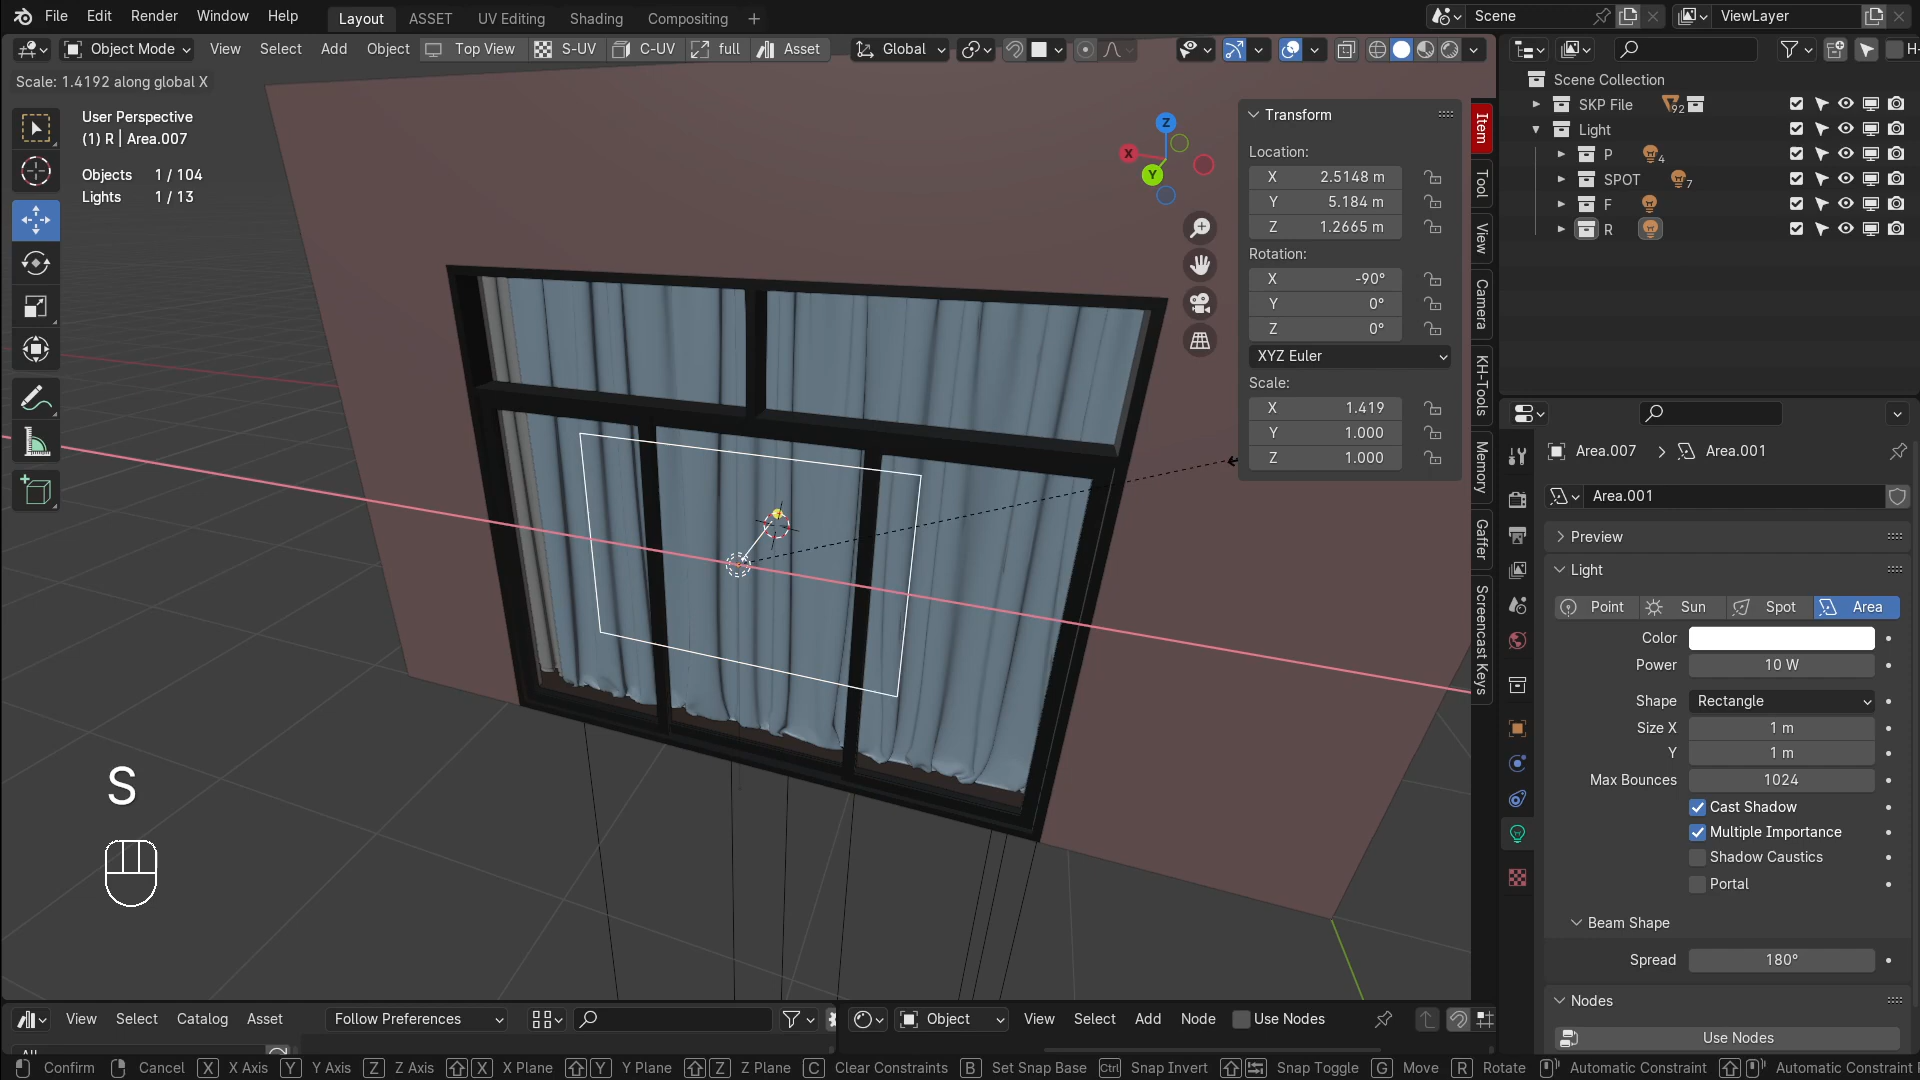 File Edit Render Window Help Layout ASSET UV Editing Shading Compositing + Scene ViewLayer
Object Mode View Select Add Object Top View S-UV C-UV full Asset Global
Scale: 1.4192 along global X
User Perspective
(1) R | Area.007
Objects 1 / 104
Lights 1 / 13
Z
X
Y
Transform
Location:
X 2.5148 m
Y 5.184 m
Z 1.2665 m
Rotation:
X -90°
Y 0°
Z 0°
XYZ Euler
Scale:
X 1.419
Y 1.000
Z 1.000
Item
Tool
View
Camera
KH-Tools
Memory
Gaffer
Screencast Keys
S
Scene Collection
SKP File 92
Light
P 4
SPOT 7
F
R
Area.007 > Area.001
Area.001
Preview
Light
Point Sun Spot Area
Color
Power 10 W
Shape Rectangle
Size X 1 m
Y 1 m
Max Bounces 1024
Cast Shadow
Multiple Importance
Shadow Caustics
Portal
Beam Shape
Spread 180°
Nodes
Use Nodes
View Select Catalog Asset Follow Preferences Object View Select Add Node Use Nodes
Confirm Cancel X X Axis Y Y Axis Z Z Axis X X Plane Y Y Plane Z Z Plane C Clear Constraints B Set Snap Base Ctrl Snap Invert Snap Toggle G Move R Rotate Automatic Constraint Automatic Constraint